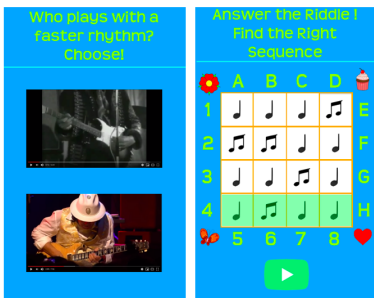 Who plays with a
faster rhythm?
Choose!
Answer the Riddle !
Find the Right
Sequence
A B C D
1 E
2 F
3 G
4 H
5 6 7 8